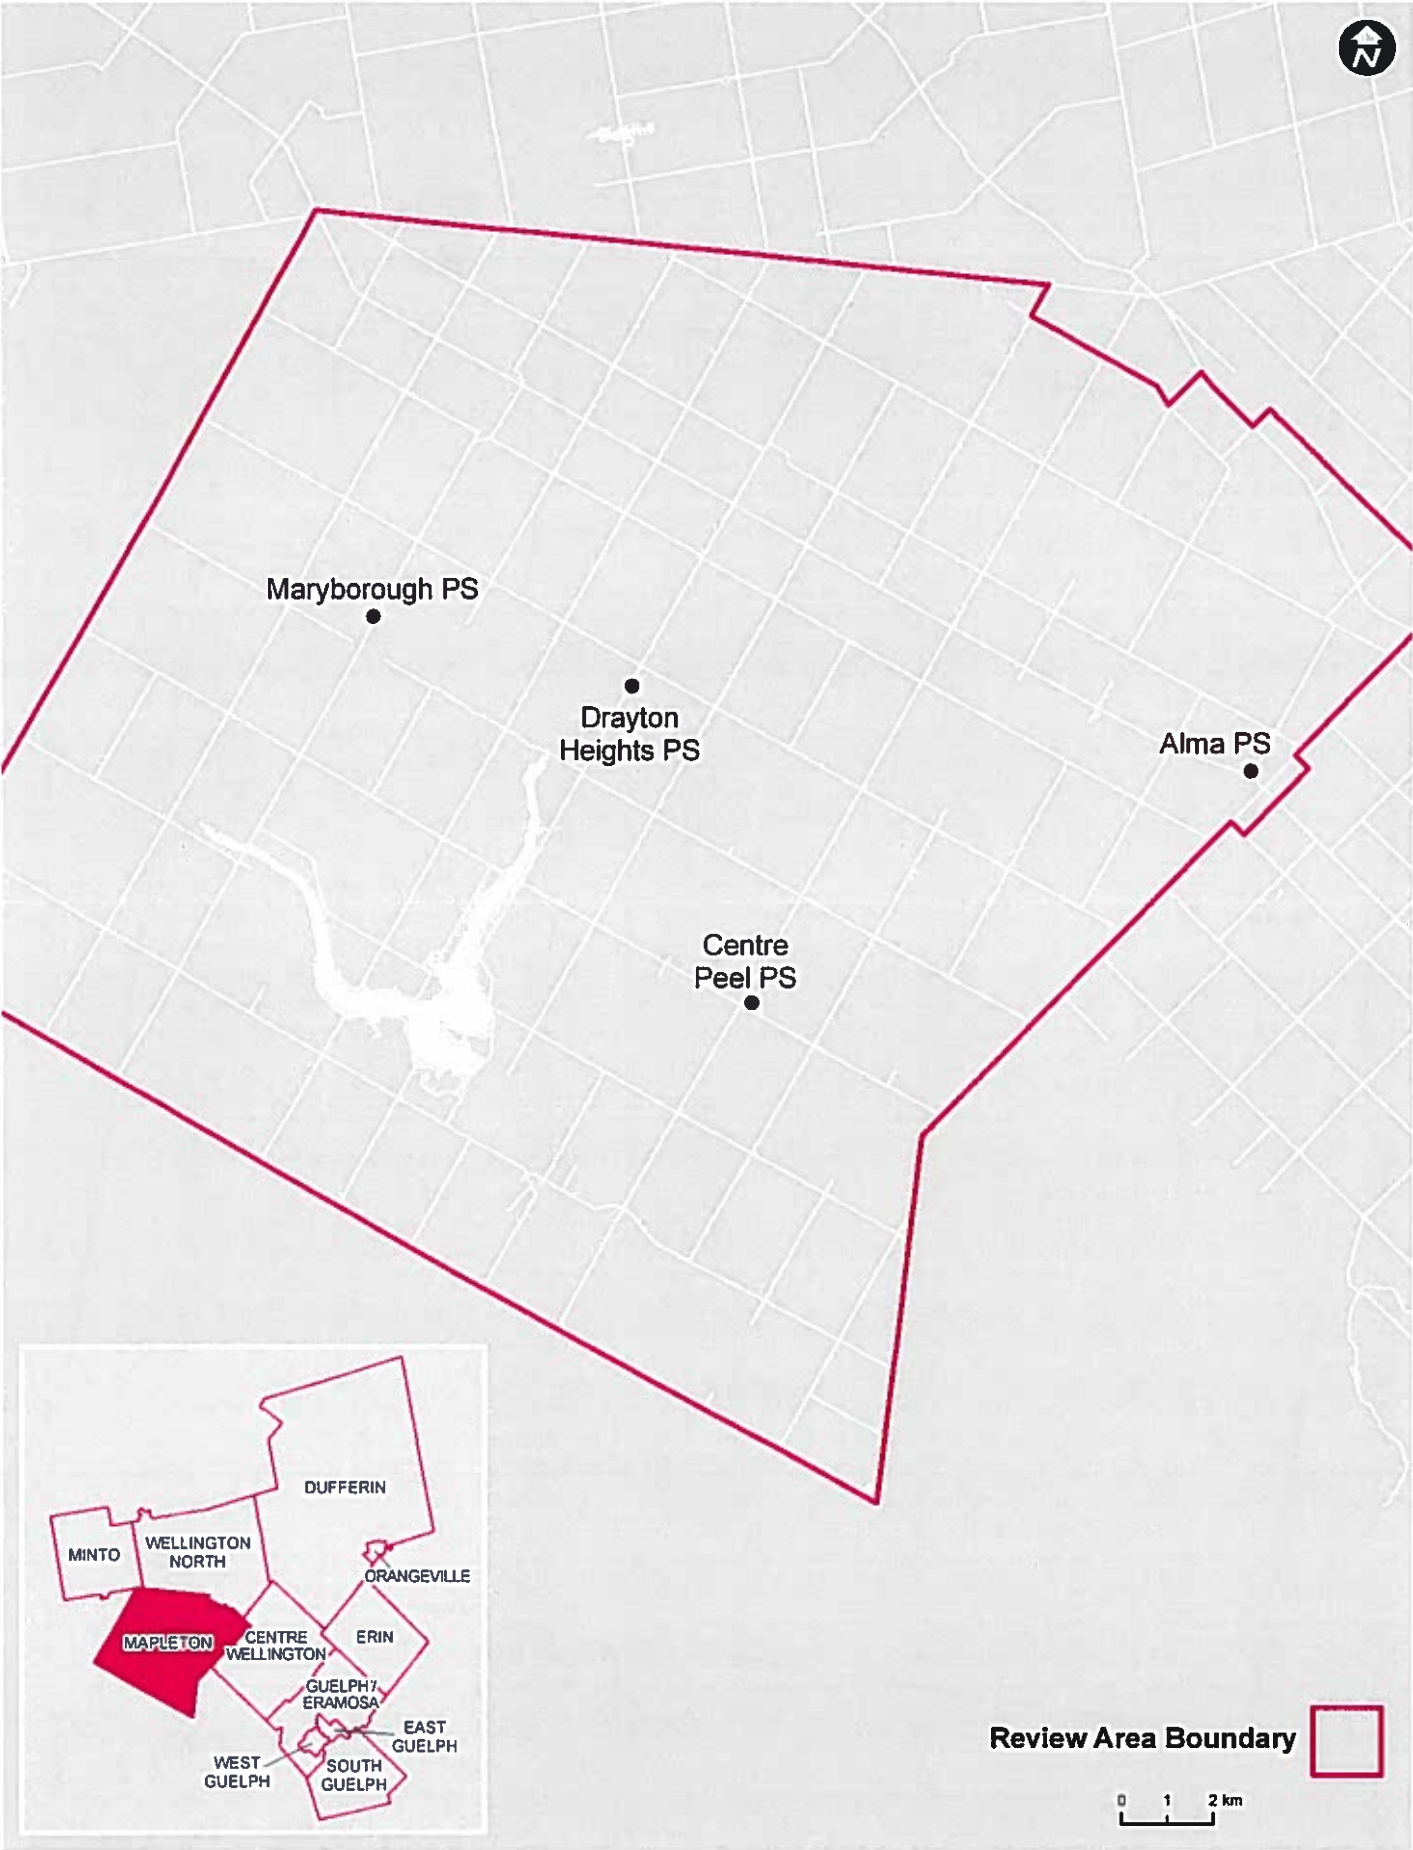 N
Maryborough PS
Drayton
Heights PS
Alma PS
Centre
Peel PS
DUFFERIN
MINTO
WELLINGTON
NORTH
ORANGEVILLE
MAPLETON
CENTRE
WELLINGTON
ERIN
GUELPH /
ERAMOSA
EAST
GUELPH
WEST
GUELPH
SOUTH
GUELPH
Review Area Boundary
0 1 2 km